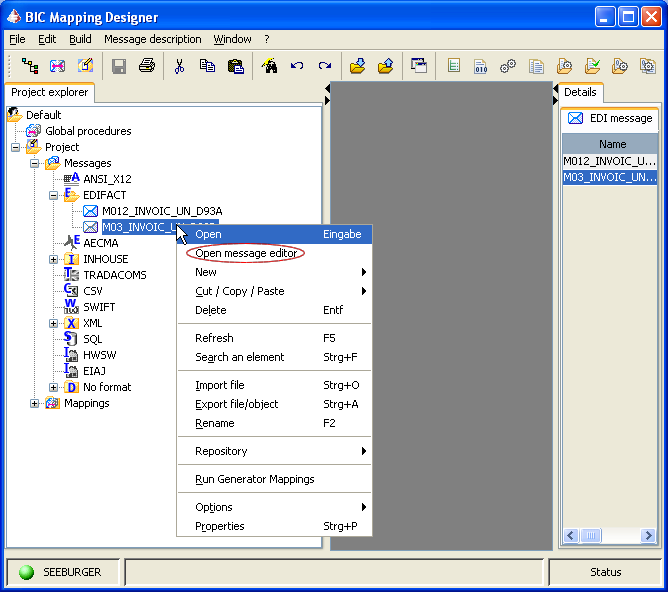 BIC Mapping Designer
File Edit Build Message description Window ?
Project explorer
Default
Global procedures
Project
Messages
ANSI_X12
EDIFACT
M012_INVOIC_UN_D93A
M03_INVOIC_UN
AECMA
INHOUSE
TRADACOMS
CSV
SWIFT
XML
SQL
HWSW
EIAJ
No format
Mappings
Open Eingabe
Open message editor
New
Cut / Copy / Paste
Delete Entf
Refresh F5
Search an element Strg+F
Import file Strg+O
Export file/object Strg+A
Rename F2
Repository
Run Generator Mappings
Options
Properties Strg+P
Details
EDI message
Name
M012_INVOIC_U...
M03_INVOIC_UN...
SEEBURGER
Status